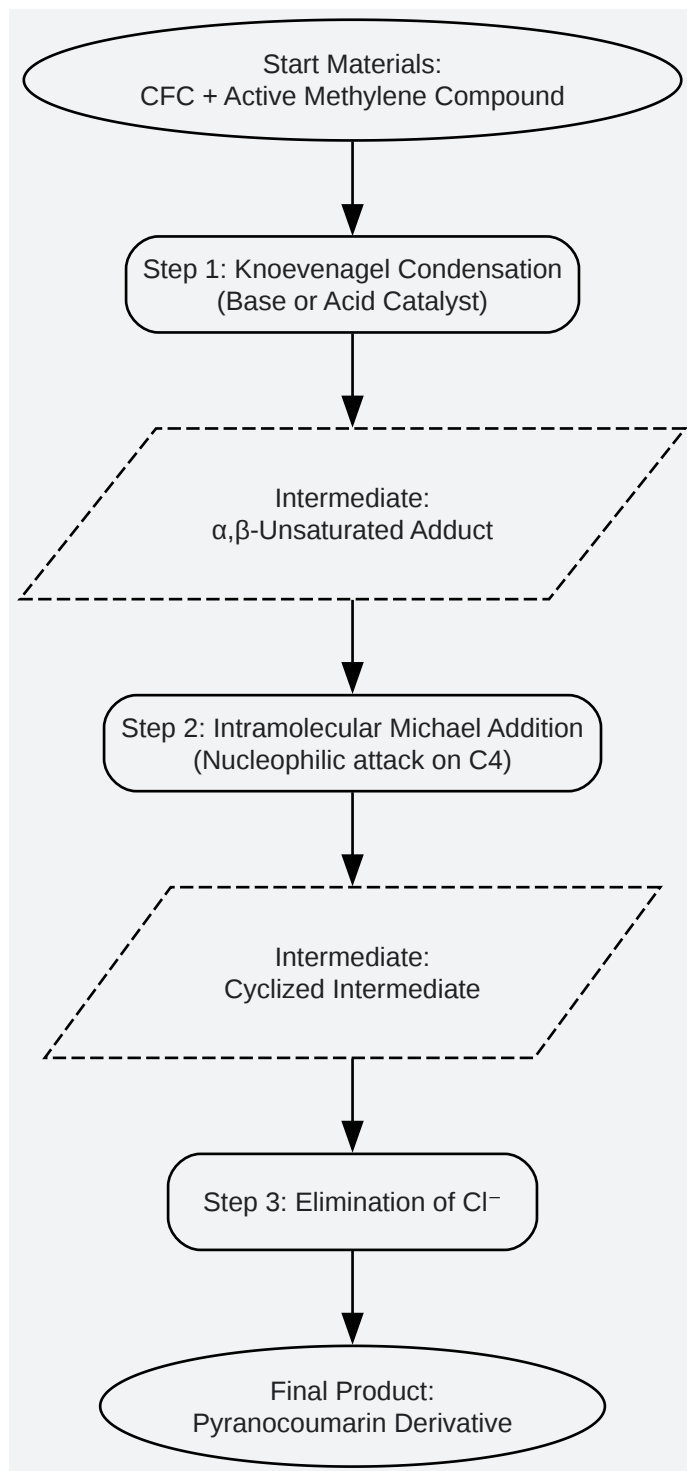 Start Materials:
CFC + Active Methylene Compound
Step 1: Knoevenagel Condensation
(Base or Acid Catalyst)
Intermediate:
α,β-Unsaturated Adduct
Step 2: Intramolecular Michael Addition
(Nucleophilic attack on C4)
Intermediate:
Cyclized Intermediate
Step 3: Elimination of Cl⁻
Final Product:
Pyranocoumarin Derivative